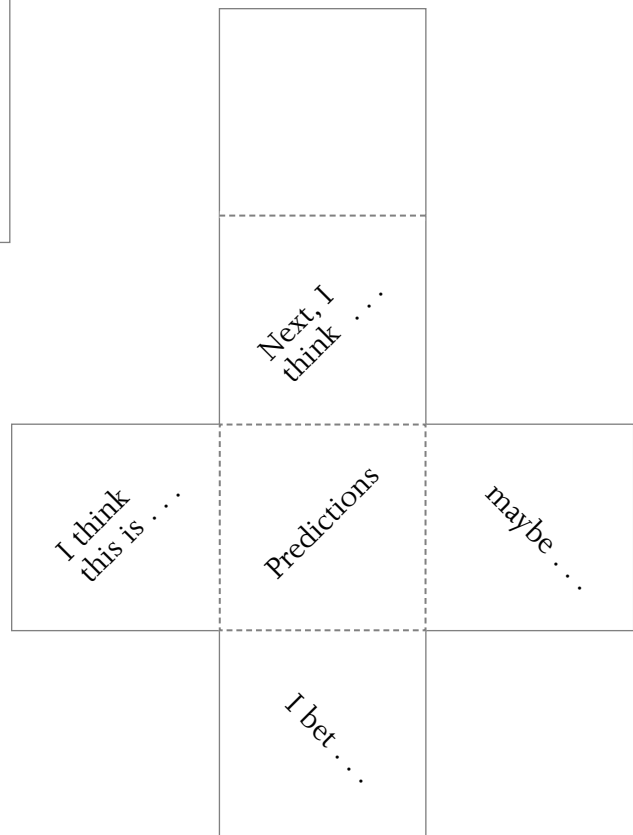 Next, I
think . . .
I think
this is . . .
Predictions
maybe . . .
I bet . . .